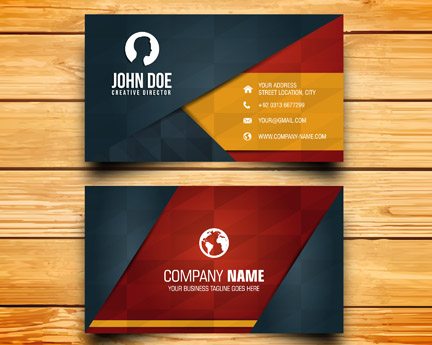 JOHN DOE
CREATIVE DIRECTOR
YOUR ADDRESS
STREET LOCATION, CITY
+92 0313 6677299
YOUR@GMAIL.COM
WWW.COMPANY-NAME.COM
COMPANY NAME
YOUR BUSINESS TAGLINE GOES HERE